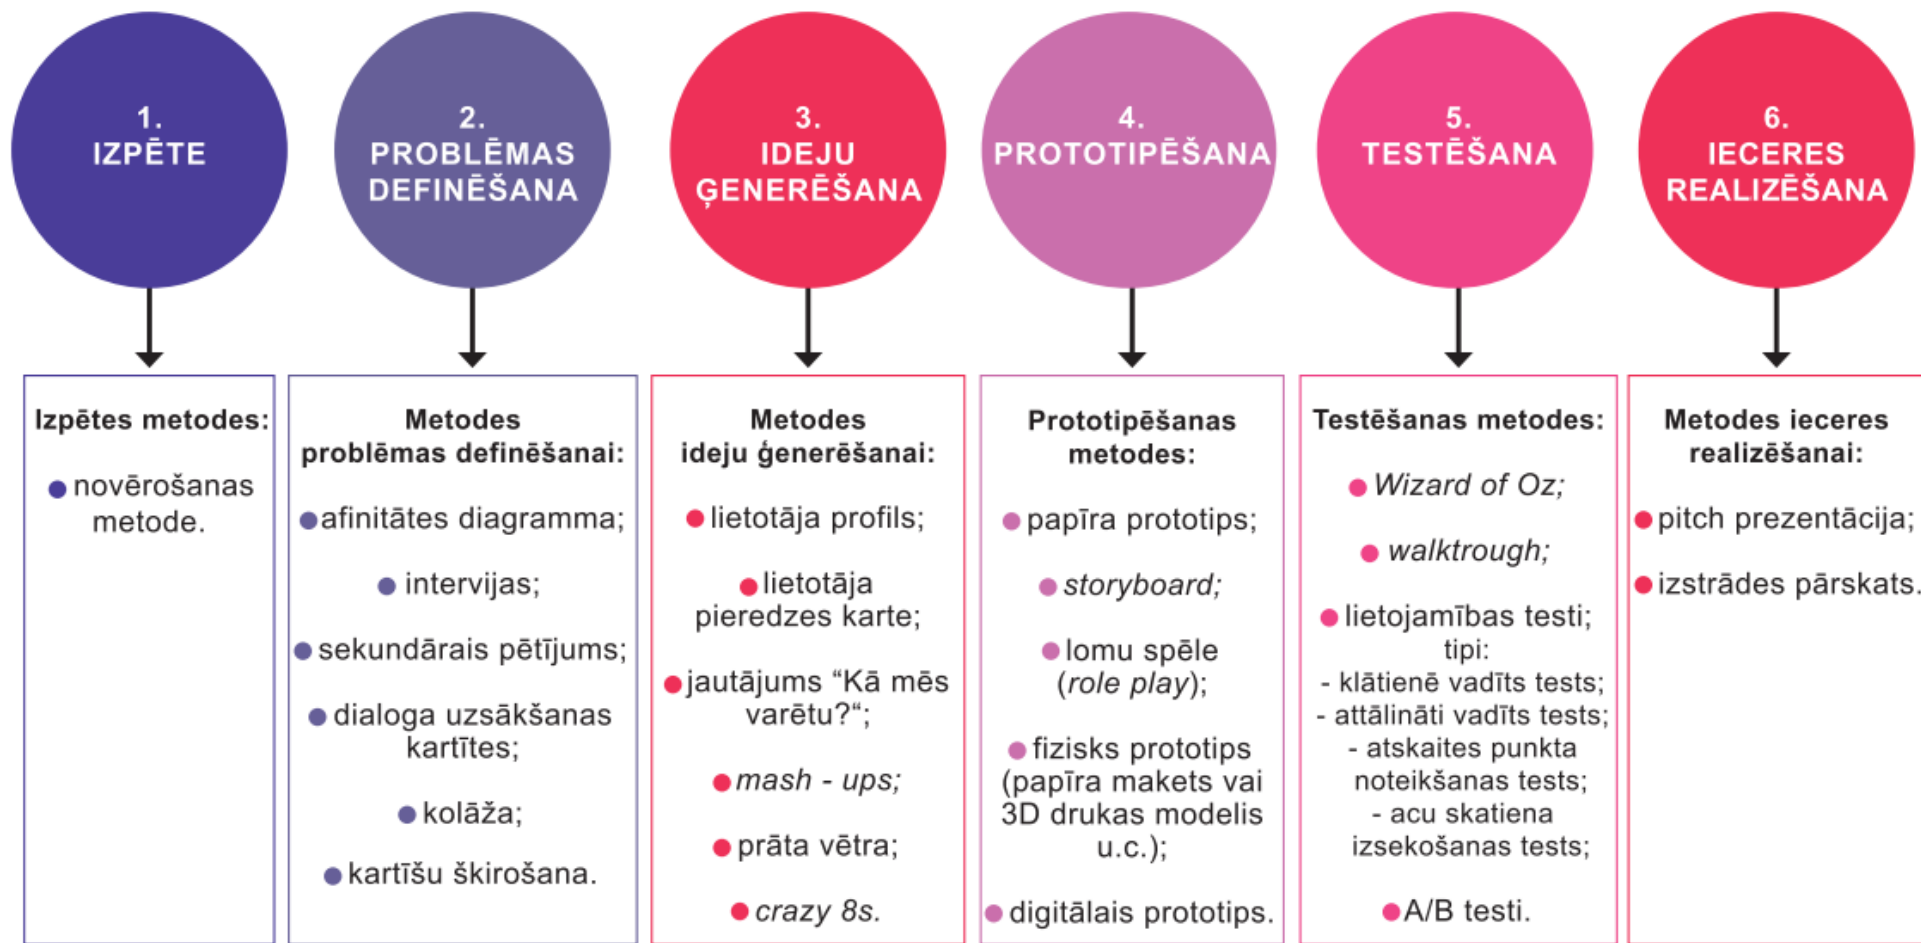 1.
IZPĒTE
2.
PROBLĒMAS
DEFINĒŠANA
3.
IDEJU
ĢENERĒŠANA
4.
PROTOTIPĒŠANA
5.
TESTĒŠANA
6.
IECERES
REALIZĒŠANA
Izpētes metodes:
novērošanas
metode.
Metodes
problēmas definēšanai:
afinitātes diagramma;
intervijas;
sekundārais pētījums;
dialoga uzsākšanas
kartītes;
kolāža;
kartīšu škirošana.
Metodes
ideju ģenerēšanai:
lietotāja profils;
lietotāja
pieredzes karte;
jautājums “Kā mēs
varētu?“;
mash - ups;
prāta vētra;
crazy 8s.
Prototipēšanas
metodes:
papīra prototips;
storyboard;
lomu spēle
(role play);
fizisks prototips
(papīra makets vai
3D drukas modelis
u.c.);
digitālais prototips.
Testēšanas metodes:
Wizard of Oz;
walktrough;
lietojamības testi;
tipi:
- klātienē vadīts tests;
- attālināti vadīts tests;
- atskaites punkta
noteikšanas tests;
- acu skatiena
izsekošanas tests;
A/B testi.
Metodes ieceres
realizēšanai:
pitch prezentācija;
izstrādes pārskats.